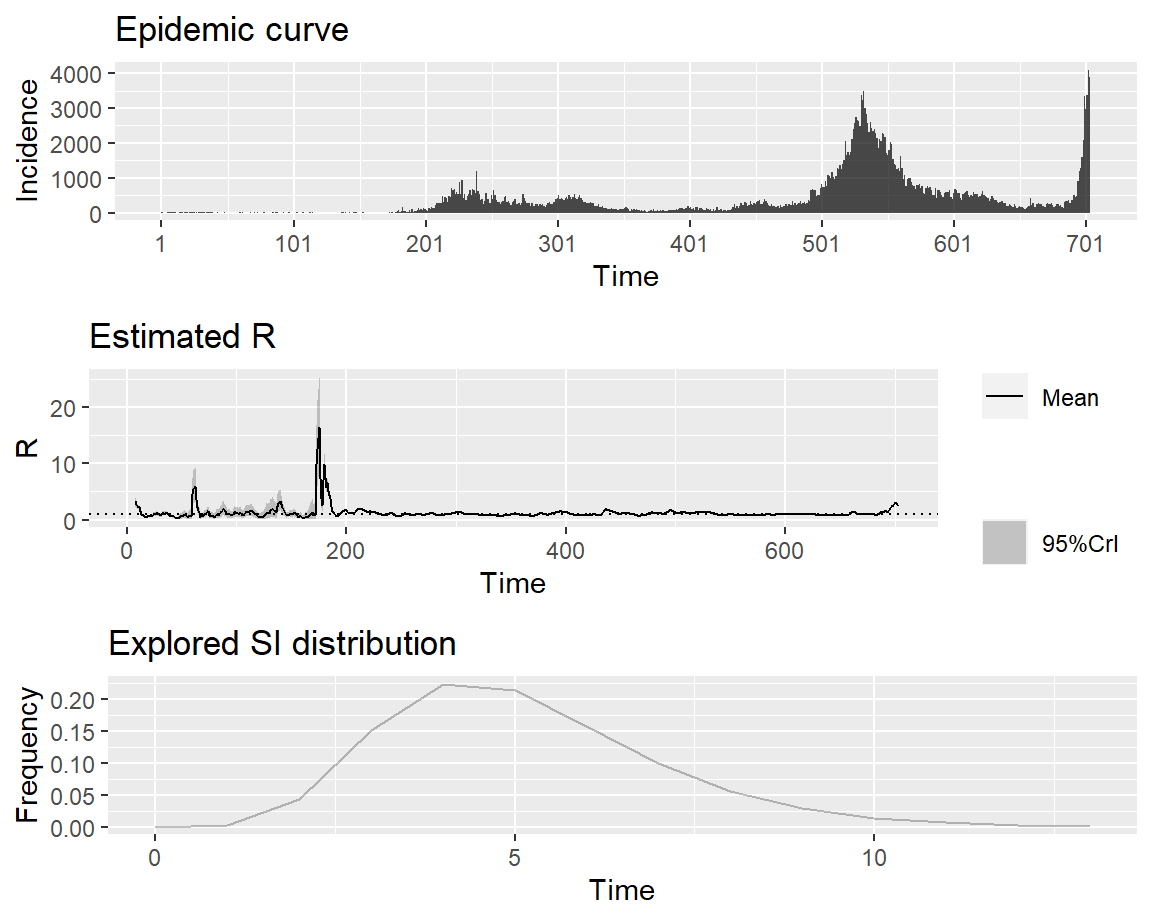 Epidemic curve
4000
3000
2000
1000
0
Incidence
1 101 201 301 401 501 601 701
Time
Estimated R
20
10
0
R
0 200 400 600
Time
Mean
95%CrI
Explored SI distribution
0.20
0.15
0.10
0.05
0.00
Frequency
0 5 10
Time